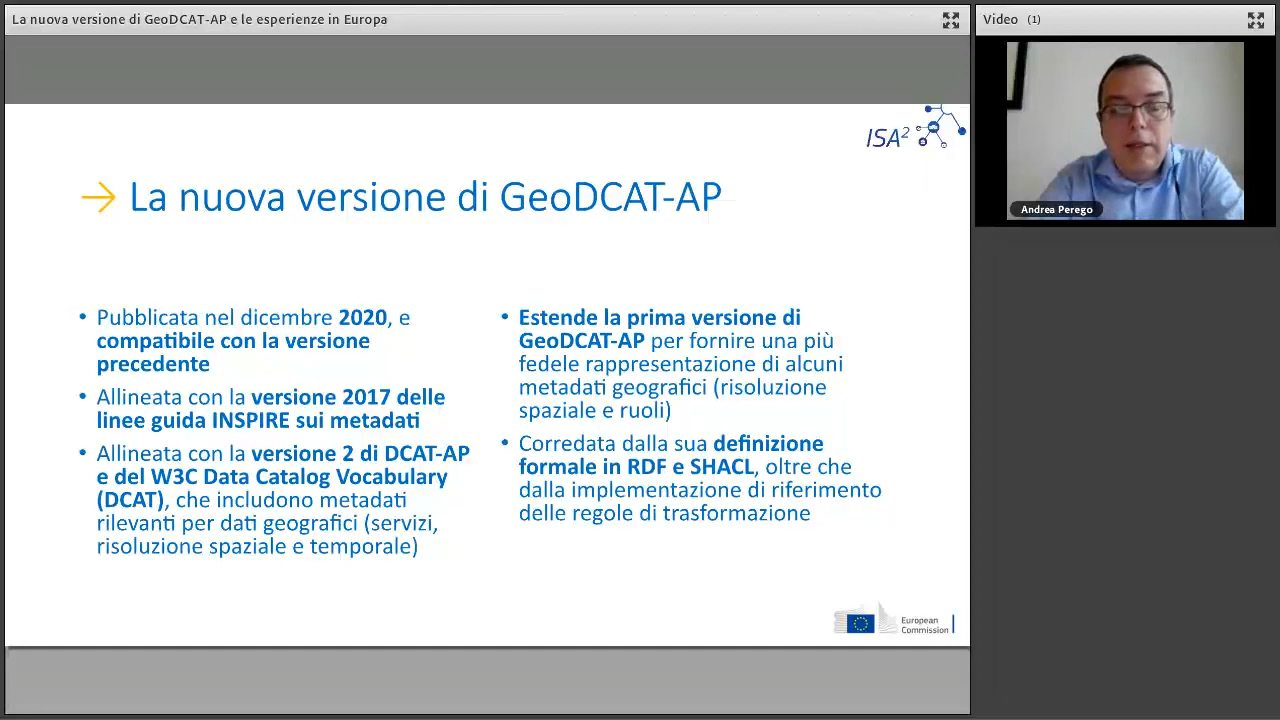 La nuova versione di GeoDCAT-AP e le esperienze in Europa
Video (1)
Andrea Perego
ISA²
→ La nuova versione di GeoDCAT-AP
• Pubblicata nel dicembre 2020, e
compatibile con la versione
precedente
• Allineata con la versione 2017 delle
linee guida INSPIRE sui metadati
• Allineata con la versione 2 di DCAT-AP
e del W3C Data Catalog Vocabulary
(DCAT), che includono metadati
rilevanti per dati geografici (servizi,
risoluzione spaziale e temporale)
• Estende la prima versione di
GeoDCAT-AP per fornire una più
fedele rappresentazione di alcuni
metadati geografici (risoluzione
spaziale e ruoli)
• Corredata dalla sua definizione
formale in RDF e SHACL, oltre che
dalla implementazione di riferimento
delle regole di trasformazione
European
Commission